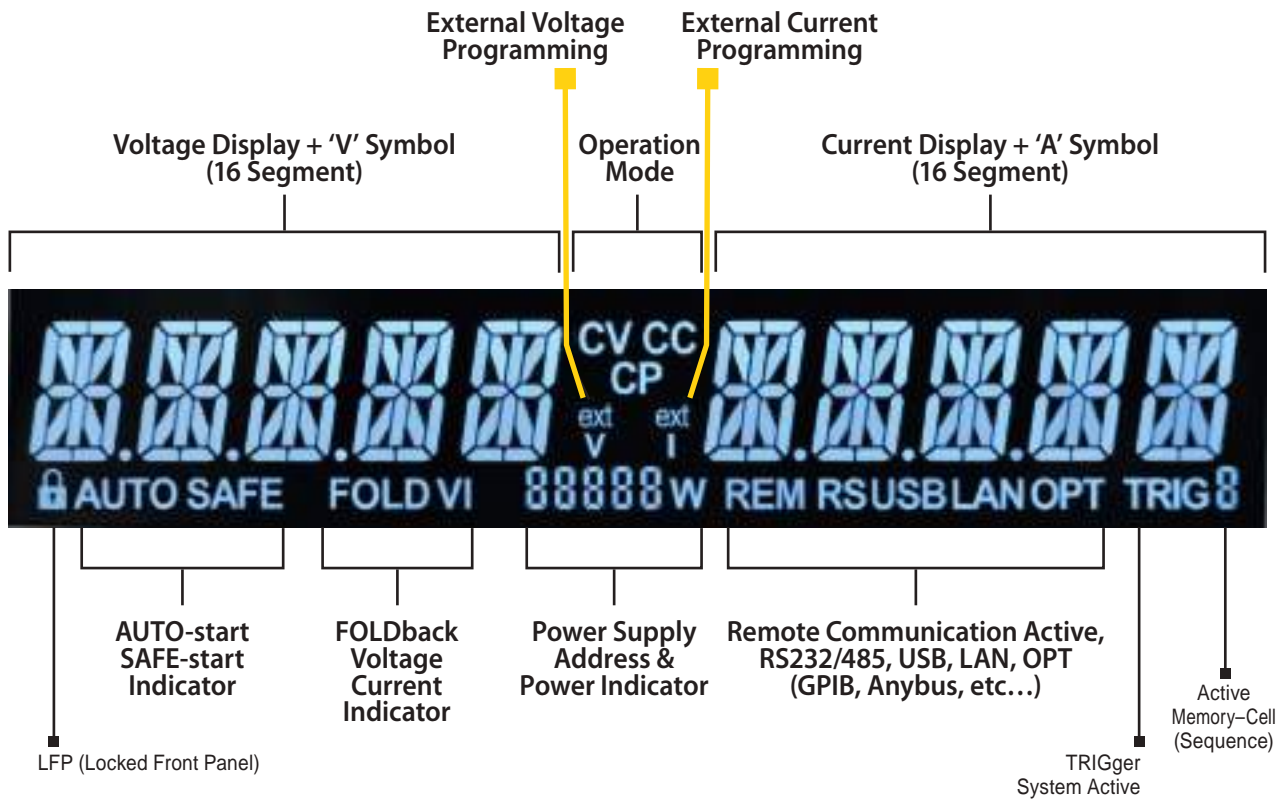 External Voltage
Programming
External Current
Programming
Voltage Display + ‘V’ Symbol
(16 Segment)
Operation
Mode
Current Display + ‘A’ Symbol
(16 Segment)
CV CC
CP
ext
V
ext
I
AUTO SAFE FOLD VI 88888 W REM RS USB LAN OPT TRIG 8
AUTO-start
SAFE-start
Indicator
FOLDback
Voltage
Current
Indicator
Power Supply
Address &
Power Indicator
Remote Communication Active,
RS232/485, USB, LAN, OPT
(GPIB, Anybus, etc…)
Active
Memory–Cell
(Sequence)
LFP (Locked Front Panel)
TRIGger
System Active